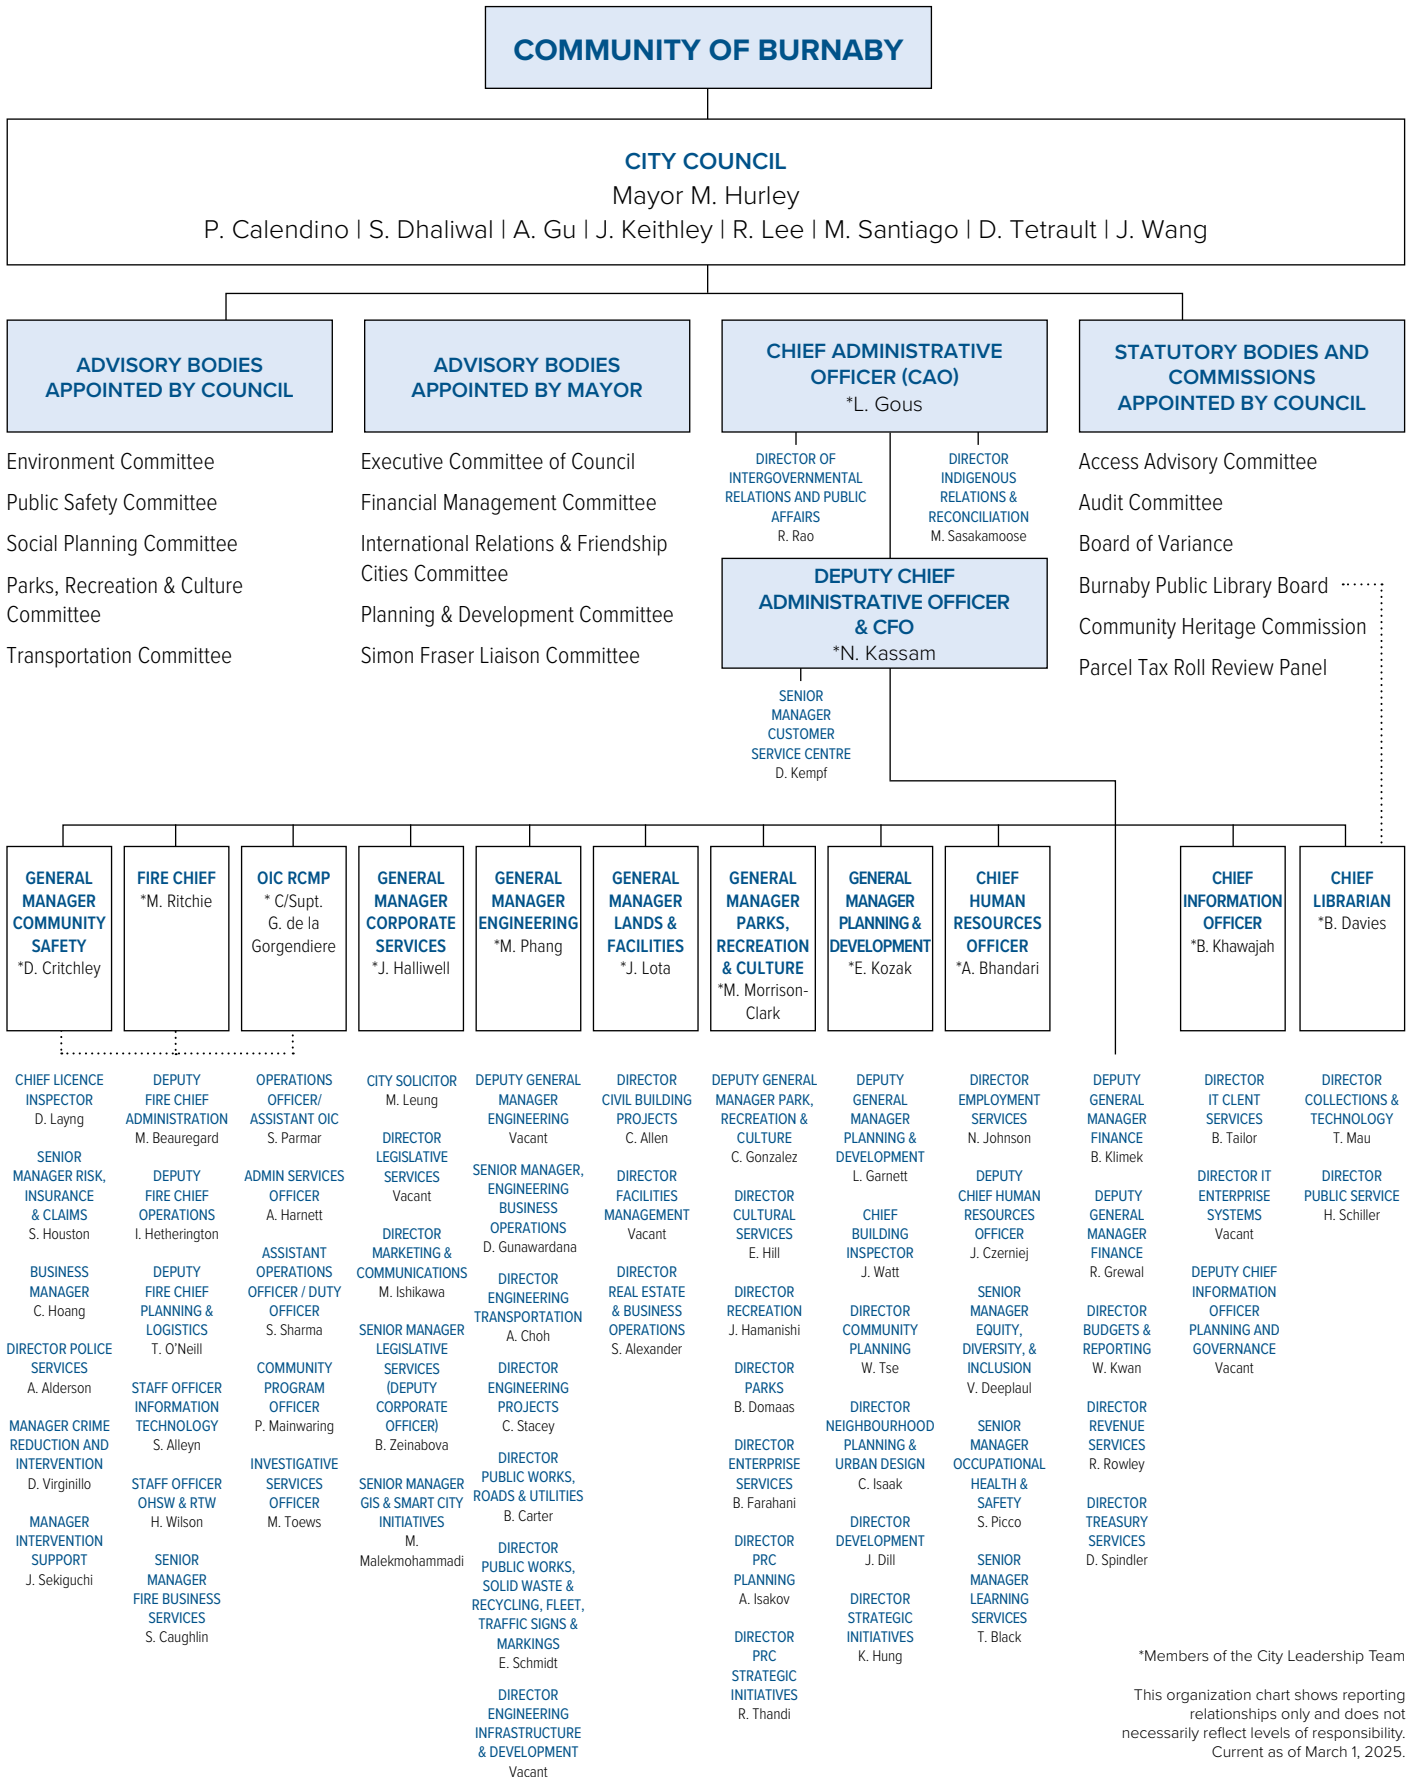 COMMUNITY OF BURNABY
CITY COUNCIL
Mayor M. Hurley
P. Calendino | S. Dhaliwal | A. Gu | J. Keithley | R. Lee | M. Santiago | D. Tetrault | J. Wang
ADVISORY BODIES
APPOINTED BY COUNCIL
Environment Committee
Public Safety Committee
Social Planning Committee
Parks, Recreation & Culture
Committee
Transportation Committee
ADVISORY BODIES
APPOINTED BY MAYOR
Executive Committee of Council
Financial Management Committee
International Relations & Friendship
Cities Committee
Planning & Development Committee
Simon Fraser Liaison Committee
CHIEF ADMINISTRATIVE
OFFICER (CAO)
*L. Gous
DIRECTOR OF
INTERGOVERNMENTAL
RELATIONS AND PUBLIC
AFFAIRS
R. Rao
DIRECTOR
INDIGENOUS
RELATIONS &
RECONCILIATION
M. Sasakamoose
DEPUTY CHIEF
ADMINISTRATIVE OFFICER
& CFO
*N. Kassam
SENIOR
MANAGER
CUSTOMER
SERVICE CENTRE
D. Kempf
STATUTORY BODIES AND
COMMISSIONS
APPOINTED BY COUNCIL
Access Advisory Committee
Audit Committee
Board of Variance
Burnaby Public Library Board
Community Heritage Commission
Parcel Tax Roll Review Panel
GENERAL
MANAGER
COMMUNITY
SAFETY
*D. Critchley
CHIEF LICENCE
INSPECTOR
D. Layng
SENIOR
MANAGER RISK,
INSURANCE
& CLAIMS
S. Houston
BUSINESS
MANAGER
C. Hoang
DIRECTOR POLICE
SERVICES
A. Alderson
MANAGER CRIME
REDUCTION AND
INTERVENTION
D. Virginillo
MANAGER
INTERVENTION
SUPPORT
J. Sekiguchi
FIRE CHIEF
*M. Ritchie
DEPUTY
FIRE CHIEF
ADMINISTRATION
M. Beauregard
DEPUTY
FIRE CHIEF
OPERATIONS
I. Hetherington
DEPUTY
FIRE CHIEF
PLANNING &
LOGISTICS
T. O'Neill
STAFF OFFICER
INFORMATION
TECHNOLOGY
S. Alleyn
STAFF OFFICER
OHSW & RTW
H. Wilson
SENIOR
MANAGER
FIRE BUSINESS
SERVICES
S. Caughlin
OIC RCMP
* C/Supt.
G. de la
Gorgendiere
OPERATIONS
OFFICER/
ASSISTANT OIC
S. Parmar
ADMIN SERVICES
OFFICER
A. Harnett
ASSISTANT
OPERATIONS
OFFICER / DUTY
OFFICER
S. Sharma
COMMUNITY
PROGRAM
OFFICER
P. Mainwaring
INVESTIGATIVE
SERVICES
OFFICER
M. Toews
GENERAL
MANAGER
CORPORATE
SERVICES
*J. Halliwell
CITY SOLICITOR
M. Leung
DIRECTOR
LEGISLATIVE
SERVICES
Vacant
DIRECTOR
MARKETING &
COMMUNICATIONS
M. Ishikawa
SENIOR MANAGER
LEGISLATIVE
SERVICES
(DEPUTY
CORPORATE
OFFICER)
B. Zeinabova
SENIOR MANAGER
GIS & SMART CITY
INITIATIVES
M.
Malekmohammadi
GENERAL
MANAGER
ENGINEERING
*M. Phang
DEPUTY GENERAL
MANAGER
ENGINEERING
Vacant
SENIOR MANAGER,
ENGINEERING
BUSINESS
OPERATIONS
D. Gunawardana
DIRECTOR
ENGINEERING
TRANSPORTATION
A. Choh
DIRECTOR
ENGINEERING
PROJECTS
C. Stacey
DIRECTOR
PUBLIC WORKS,
ROADS & UTILITIES
B. Carter
DIRECTOR
PUBLIC WORKS,
SOLID WASTE &
RECYCLING, FLEET,
TRAFFIC SIGNS &
MARKINGS
E. Schmidt
DIRECTOR
ENGINEERING
INFRASTRUCTURE
& DEVELOPMENT
Vacant
GENERAL
MANAGER
LANDS &
FACILITIES
*J. Lota
DIRECTOR
CIVIL BUILDING
PROJECTS
C. Allen
DIRECTOR
FACILITIES
MANAGEMENT
Vacant
DIRECTOR
REAL ESTATE
& BUSINESS
OPERATIONS
S. Alexander
GENERAL
MANAGER
PARKS,
RECREATION
& CULTURE
*M. Morrison-
Clark
DEPUTY GENERAL
MANAGER PARK,
RECREATION &
CULTURE
C. Gonzalez
DIRECTOR
CULTURAL
SERVICES
E. Hill
DIRECTOR
RECREATION
J. Hamanishi
DIRECTOR
PARKS
B. Domaas
DIRECTOR
ENTERPRISE
SERVICES
B. Farahani
DIRECTOR
PRC
PLANNING
A. Isakov
DIRECTOR
PRC
STRATEGIC
INITIATIVES
R. Thandi
GENERAL
MANAGER
PLANNING &
DEVELOPMENT
*E. Kozak
DEPUTY
GENERAL
MANAGER
PLANNING &
DEVELOPMENT
L. Garnett
CHIEF
BUILDING
INSPECTOR
J. Watt
DIRECTOR
COMMUNITY
PLANNING
W. Tse
DIRECTOR
NEIGHBOURHOOD
PLANNING &
URBAN DESIGN
C. Isaak
DIRECTOR
DEVELOPMENT
J. Dill
DIRECTOR
STRATEGIC
INITIATIVES
K. Hung
CHIEF
HUMAN
RESOURCES
OFFICER
*A. Bhandari
DIRECTOR
EMPLOYMENT
SERVICES
N. Johnson
DEPUTY
CHIEF HUMAN
RESOURCES
OFFICER
J. Czerniej
SENIOR
MANAGER
EQUITY,
DIVERSITY, &
INCLUSION
V. Deeplaul
SENIOR
MANAGER
OCCUPATIONAL
HEALTH &
SAFETY
S. Picco
SENIOR
MANAGER
LEARNING
SERVICES
T. Black
DEPUTY
GENERAL
MANAGER
FINANCE
B. Klimek
DEPUTY
GENERAL
MANAGER
FINANCE
R. Grewal
DIRECTOR
BUDGETS &
REPORTING
W. Kwan
DIRECTOR
REVENUE
SERVICES
R. Rowley
DIRECTOR
TREASURY
SERVICES
D. Spindler
CHIEF
INFORMATION
OFFICER
*B. Khawajah
DIRECTOR
IT CLENT
SERVICES
B. Tailor
DIRECTOR IT
ENTERPRISE
SYSTEMS
Vacant
DEPUTY CHIEF
INFORMATION
OFFICER
PLANNING AND
GOVERNANCE
Vacant
CHIEF
LIBRARIAN
*B. Davies
DIRECTOR
COLLECTIONS &
TECHNOLOGY
T. Mau
DIRECTOR
PUBLIC SERVICE
H. Schiller
*Members of the City Leadership Team
This organization chart shows reporting
relationships only and does not
necessarily reflect levels of responsibility.
Current as of March 1, 2025.